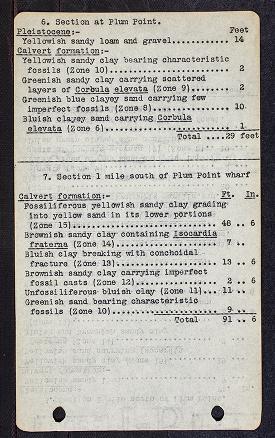 6. Section at Plum Point.
Pleistocene:- Feet
Yellowish sandy loam and gravel............ 14
Calvert formation:-
Yellowish sandy clay bearing characteristic
fossils (Zone 10)...................... 2
Greenish sandy clay carrying scattered
layers of Corbula elevata (Zone 9)....... 2
Greenish blue clayey sand carrying few
imperfect fossils (Zone 8).............. 10
Bluish clayey sand carrying Corbula
elevata (Zone 6)....................... 1
Total ....29 feet
7. Section 1 mile south of Plum Point wharf
Calvert formation:- Ft. In.
Fossiliferous yellowish sandy clay grading
into yellow sand in its lower portions
(Zone 15)............................ 48 .. 6
Brownish sandy clay containing Isocardia
fraterna (Zone 14)................... 7 ..
Bluish clay breaking with conchoidal
fracture (Zone 13)................... 13 .. 6
Brownish sandy clay carrying imperfect
fossil casts (Zone 12)............... 2 .. 6
Unfossiliferous bluish clay (Zone 11)... 11 ..
Greenish sand bearing characteristic
fossils (Zone 10).................... 9 ..
Total 91 .. 6